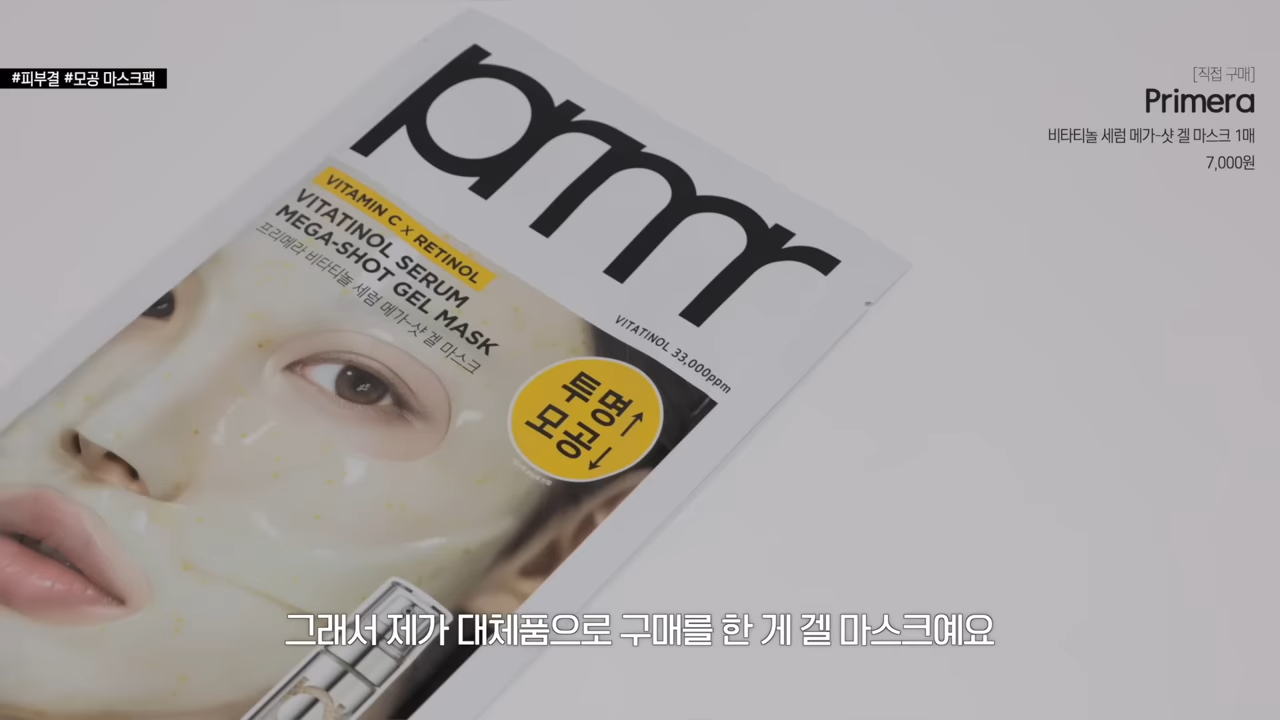 #피부결 #모공 마스크팩
[직접 구매]
Primera
비타티놀 세럼 메가-샷 겔 마스크 1매
7,000원
prmr
VITAMIN C x RETINOL
VITATINOL SERUM
MEGA-SHOT GEL MASK
프리메라 비타티놀 세럼 메가-샷 겔 마스크
VITATINOL 33,000ppm
투명↑
모공↓
그래서 제가 대체품으로 구매를 한 게 겔 마스크예요